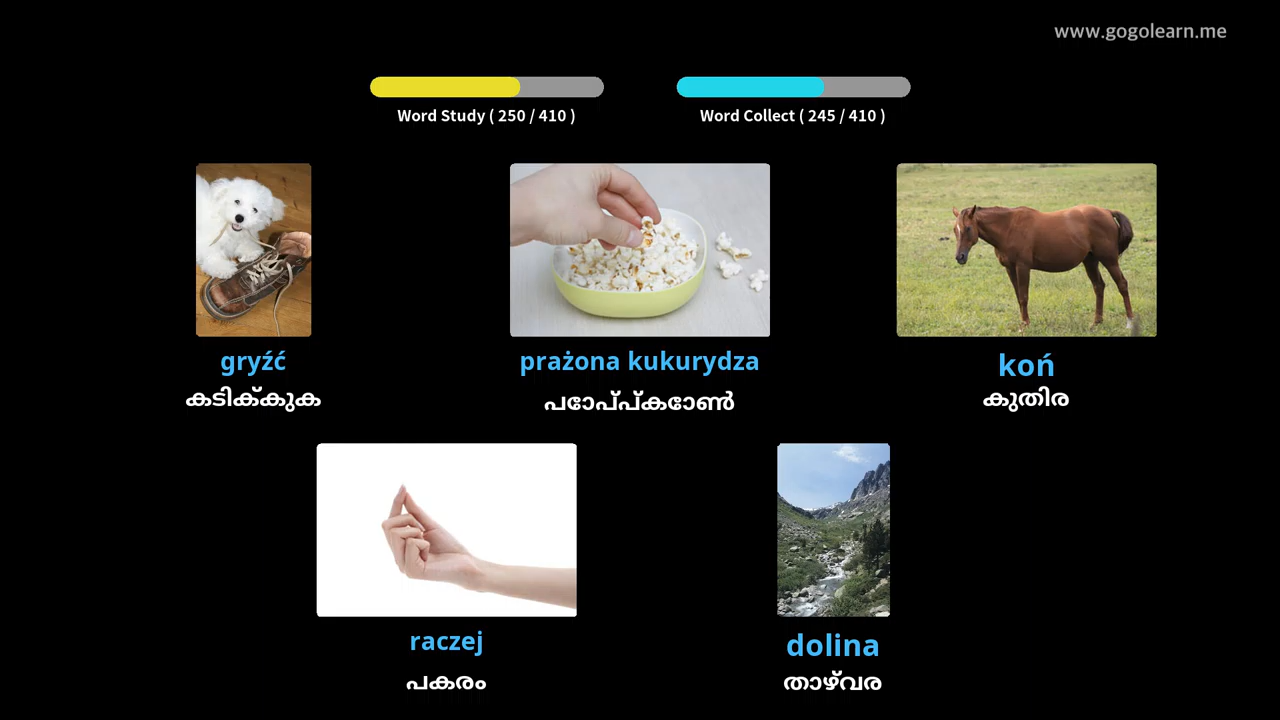 www.gogolearn.me
Word Study ( 250 / 410 )
Word Collect ( 245 / 410 )
gryźć
കടിക്കുക
prażona kukurydza
പോപ്പ്കോൺ
koń
കുതിര
raczej
പകരം
dolina
താഴ്വര